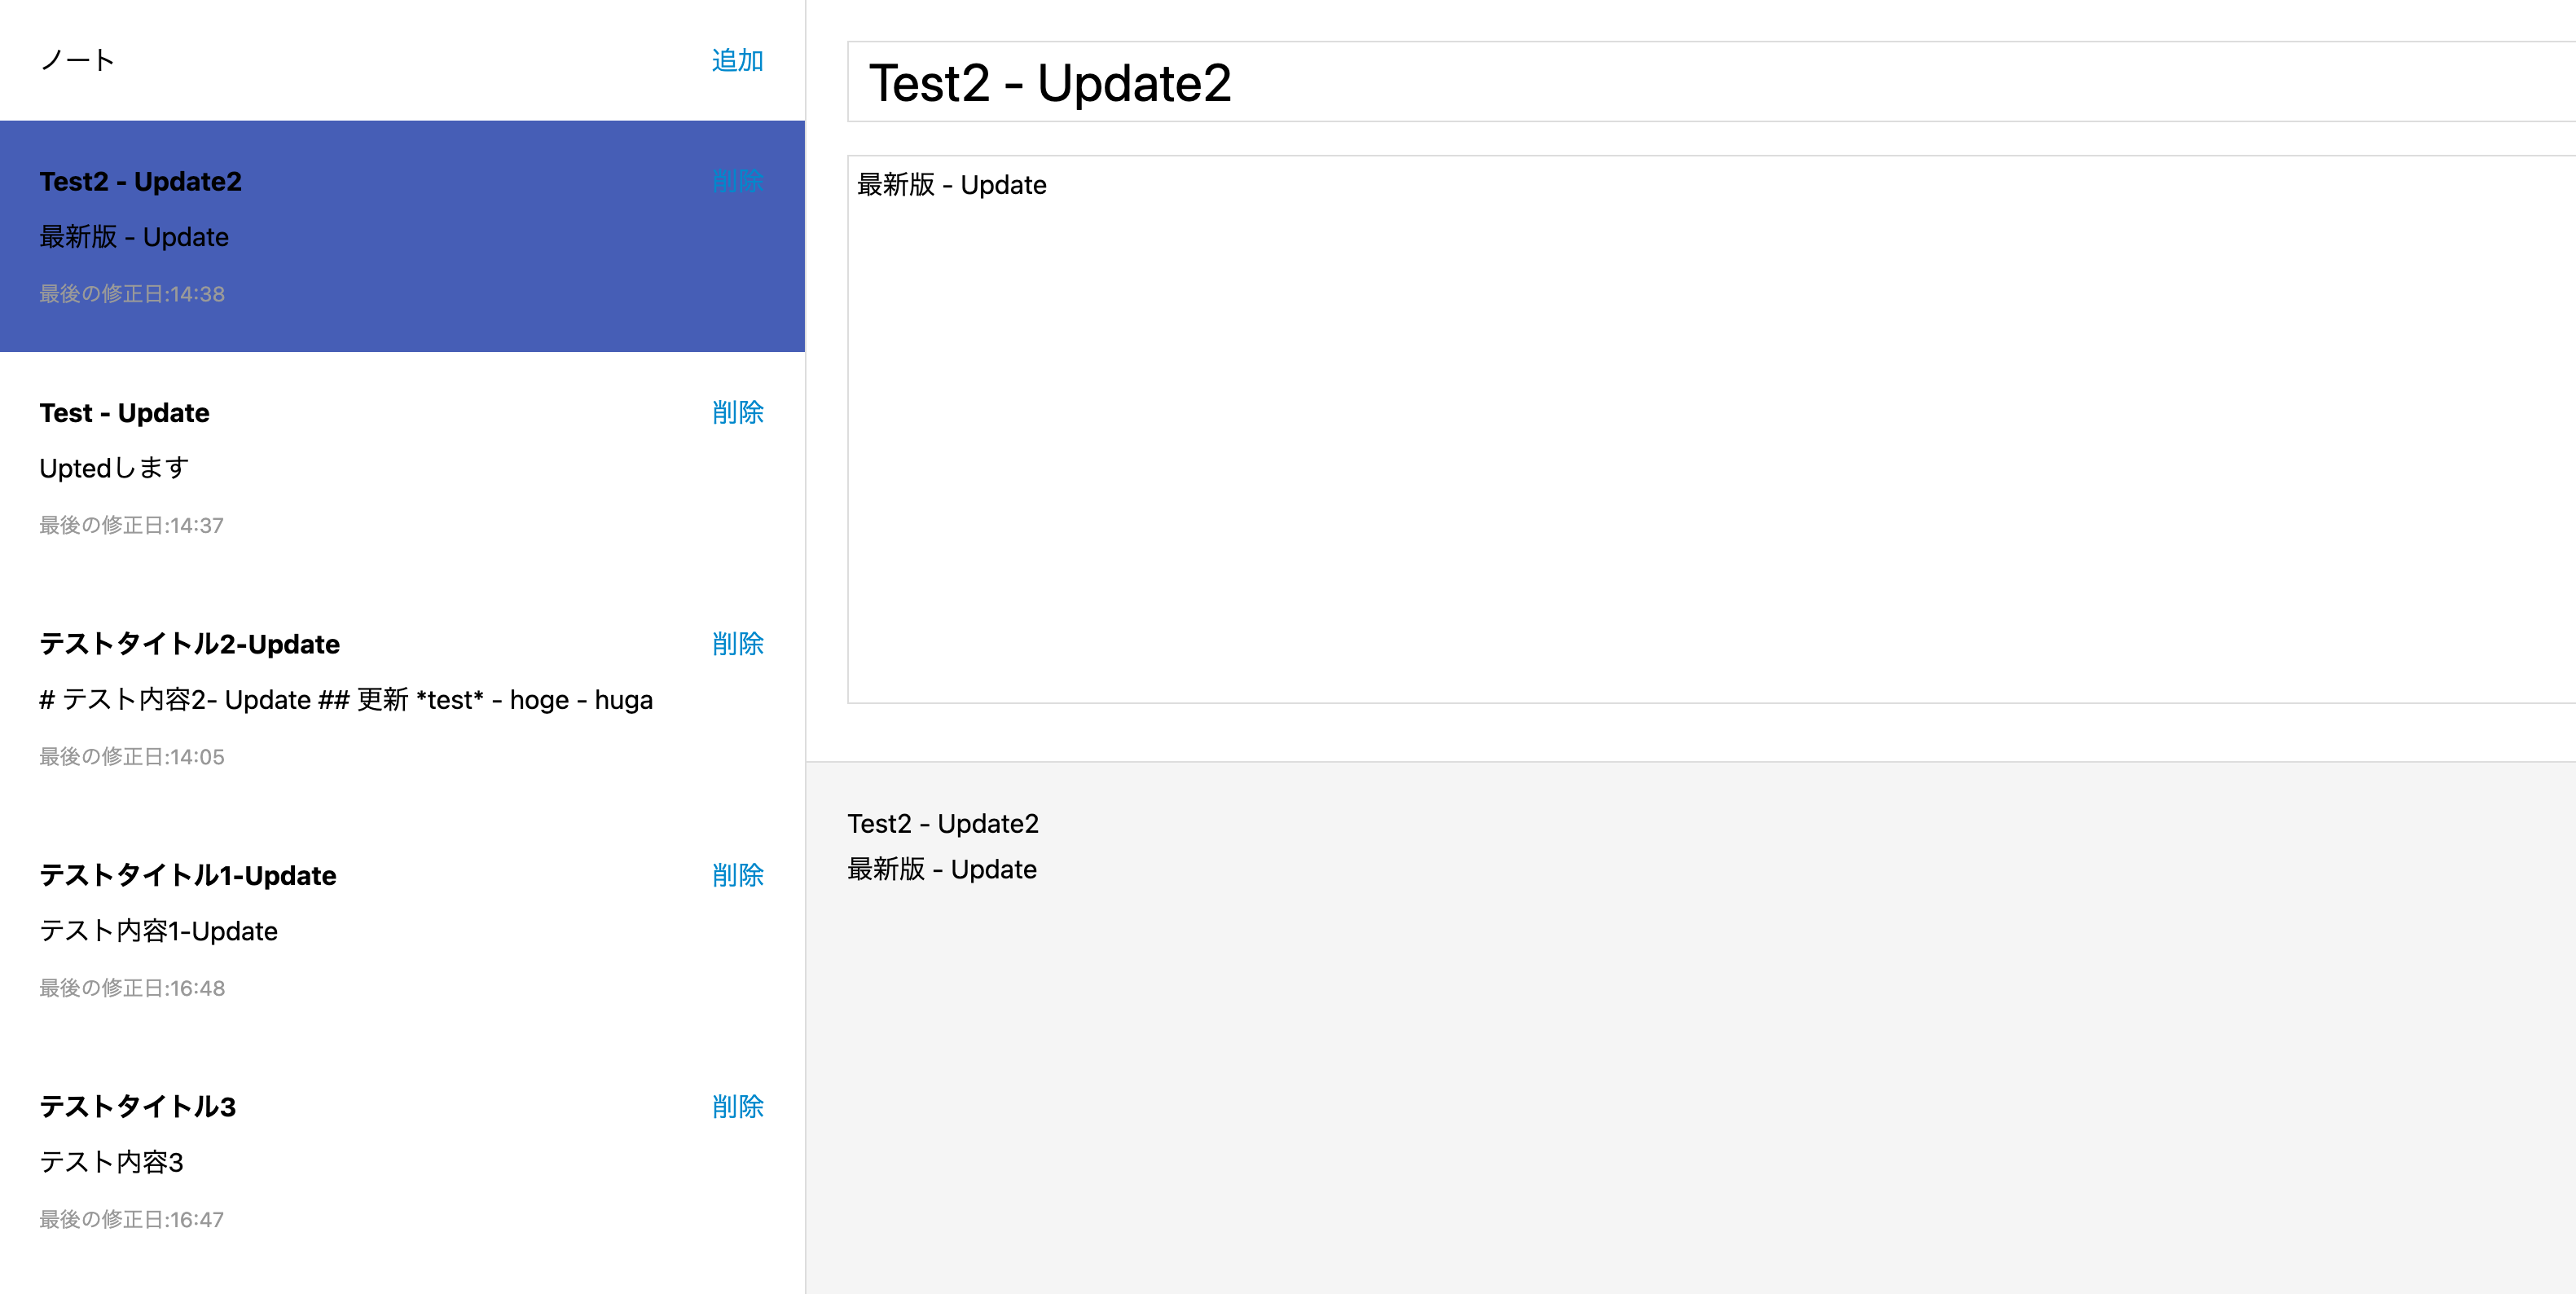 ノート
追加
Test2 - Update2
削除
最新版 - Update
最後の修正日:14:38
Test - Update
削除
Uptedします
最後の修正日:14:37
テストタイトル2-Update
削除
# テスト内容2- Update ## 更新 *test* - hoge - huga
最後の修正日:14:05
テストタイトル1-Update
削除
テスト内容1-Update
最後の修正日:16:48
テストタイトル3
削除
テスト内容3
最後の修正日:16:47
Test2 - Update2
最新版 - Update
Test2 - Update2
最新版 - Update